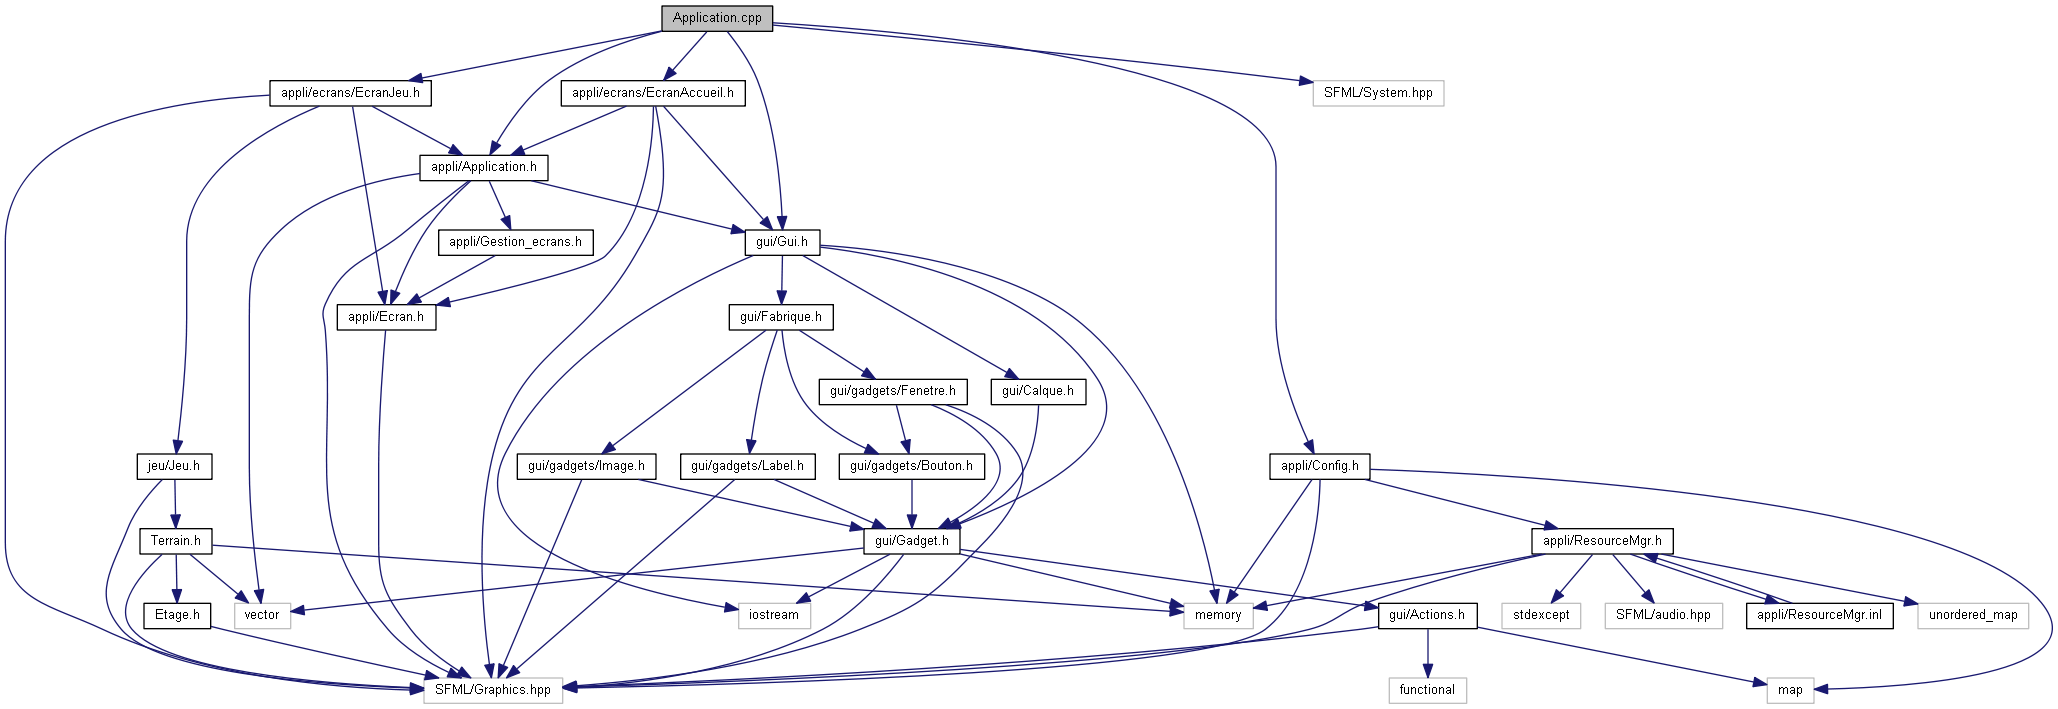 Application.cpp
appli/ecrans/EcranJeu.h
appli/ecrans/EcranAccueil.h
SFML/System.hpp
appli/Application.h
appli/Gestion_ecrans.h
gui/Gui.h
appli/Ecran.h
gui/Fabrique.h
gui/gadgets/Fenetre.h
gui/Calque.h
jeu/Jeu.h
gui/gadgets/Image.h
gui/gadgets/Label.h
gui/gadgets/Bouton.h
appli/Config.h
Terrain.h
gui/Gadget.h
appli/ResourceMgr.h
Etage.h
vector
iostream
memory
gui/Actions.h
stdexcept
SFML/audio.hpp
appli/ResourceMgr.inl
unordered_map
SFML/Graphics.hpp
functional
map